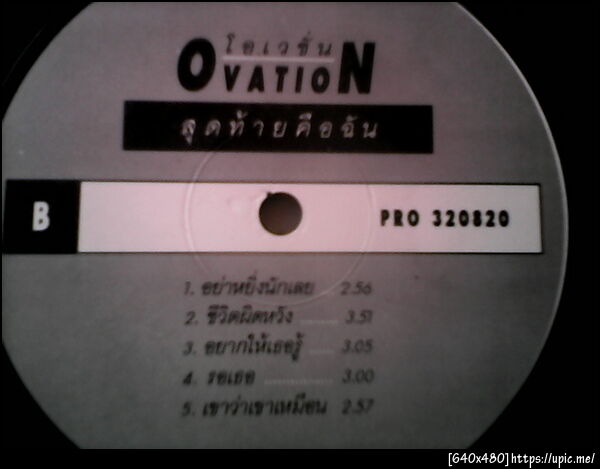 โอเวชั่น
OVATION
สุดท้ายคือฉัน
B PRO 320820
1. อย่าหยิ่งนักเลย 2.56
2. ชีวิตผิดหวัง ........ 3.51
3. อยากให้เธอรู้ ..... 3.05
4. รอเธอ .............. 3.00
5. เขาว่าเขาเหมือน 2.57
[640x480]https://upic.me/